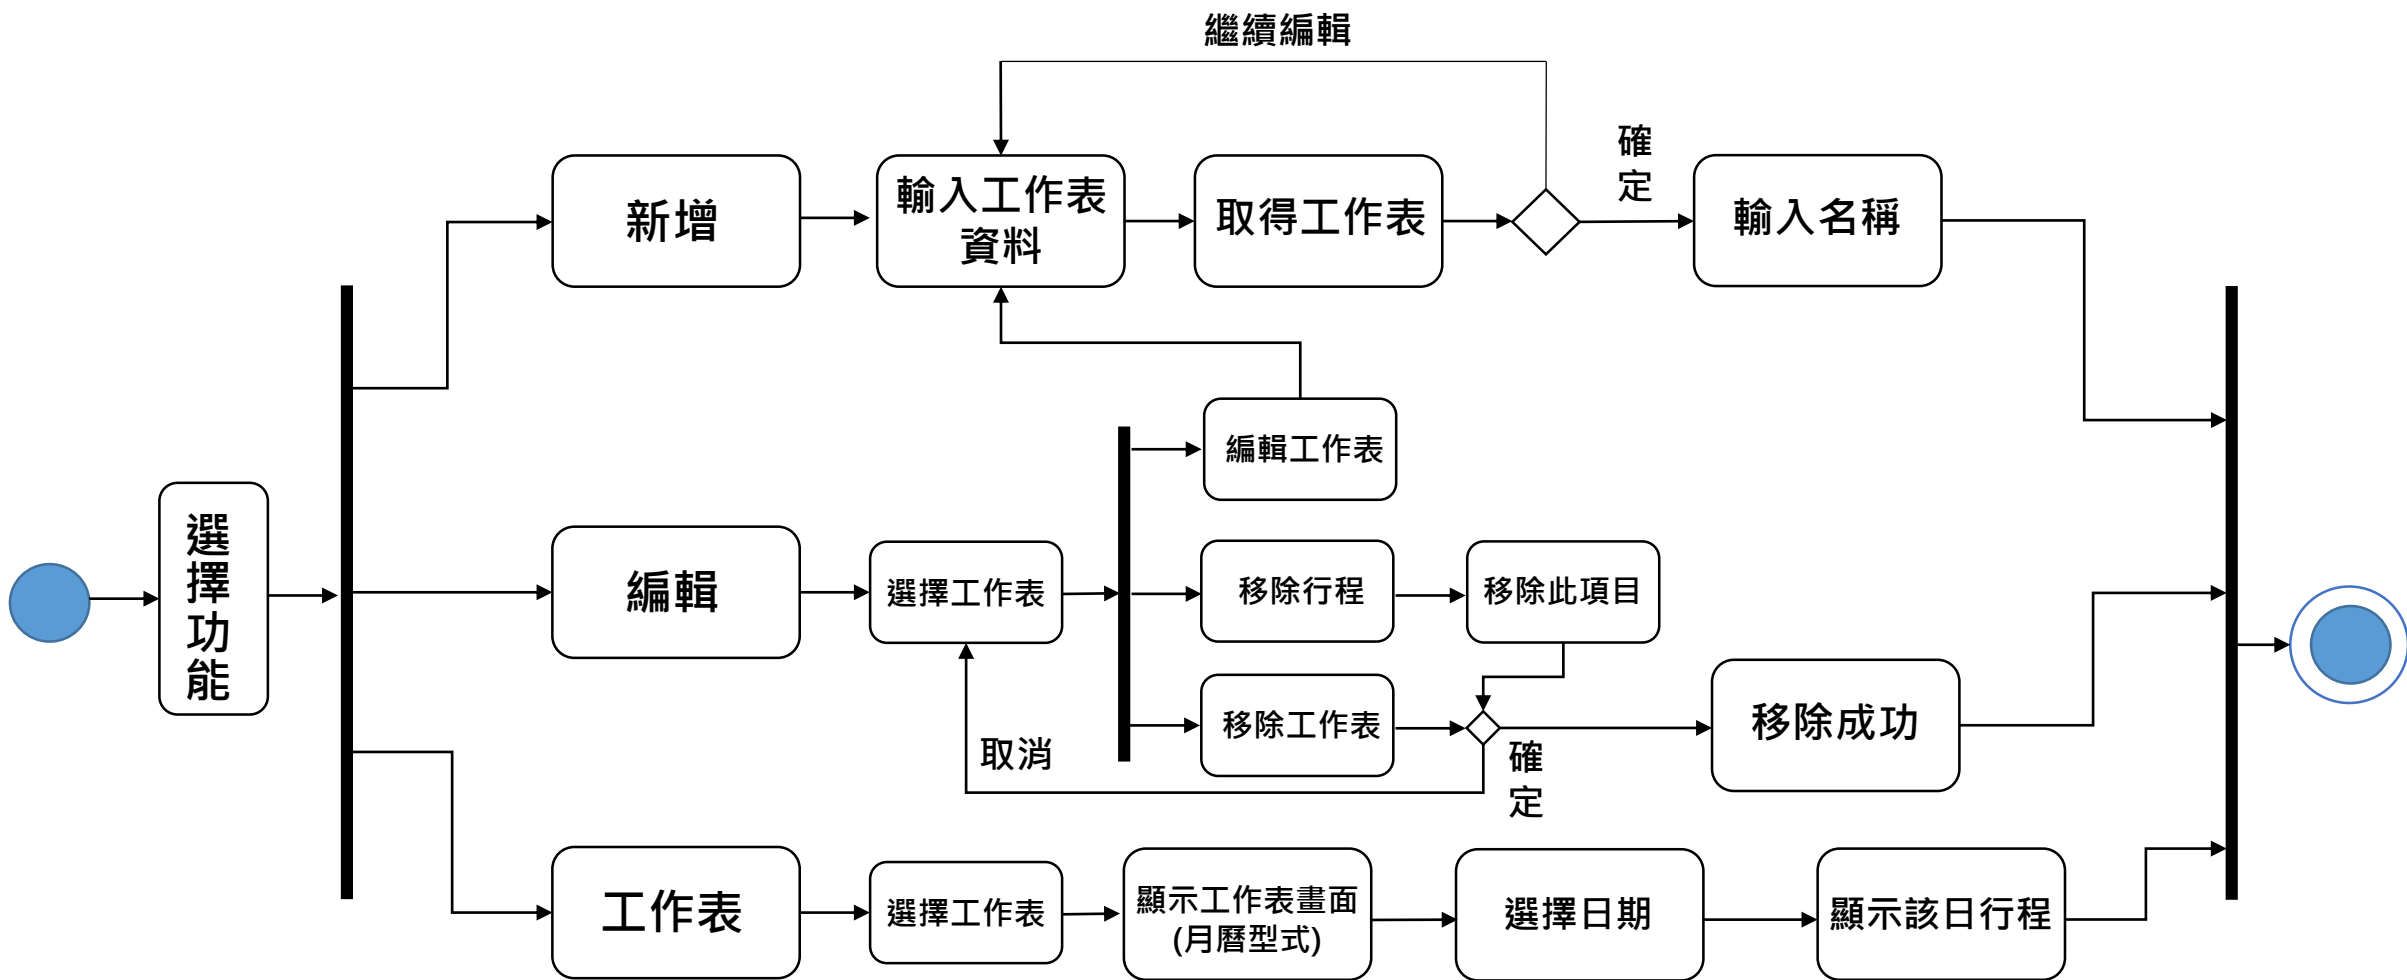 繼續編輯
確
定
新增
輸入工作表
資料
取得工作表
輸入名稱
編輯工作表
選
擇
功
能
編輯
選擇工作表
移除行程
移除此項目
移除工作表
移除成功
取消
確
定
工作表
選擇工作表
顯示工作表畫面
(月曆型式)
選擇日期
顯示該日行程